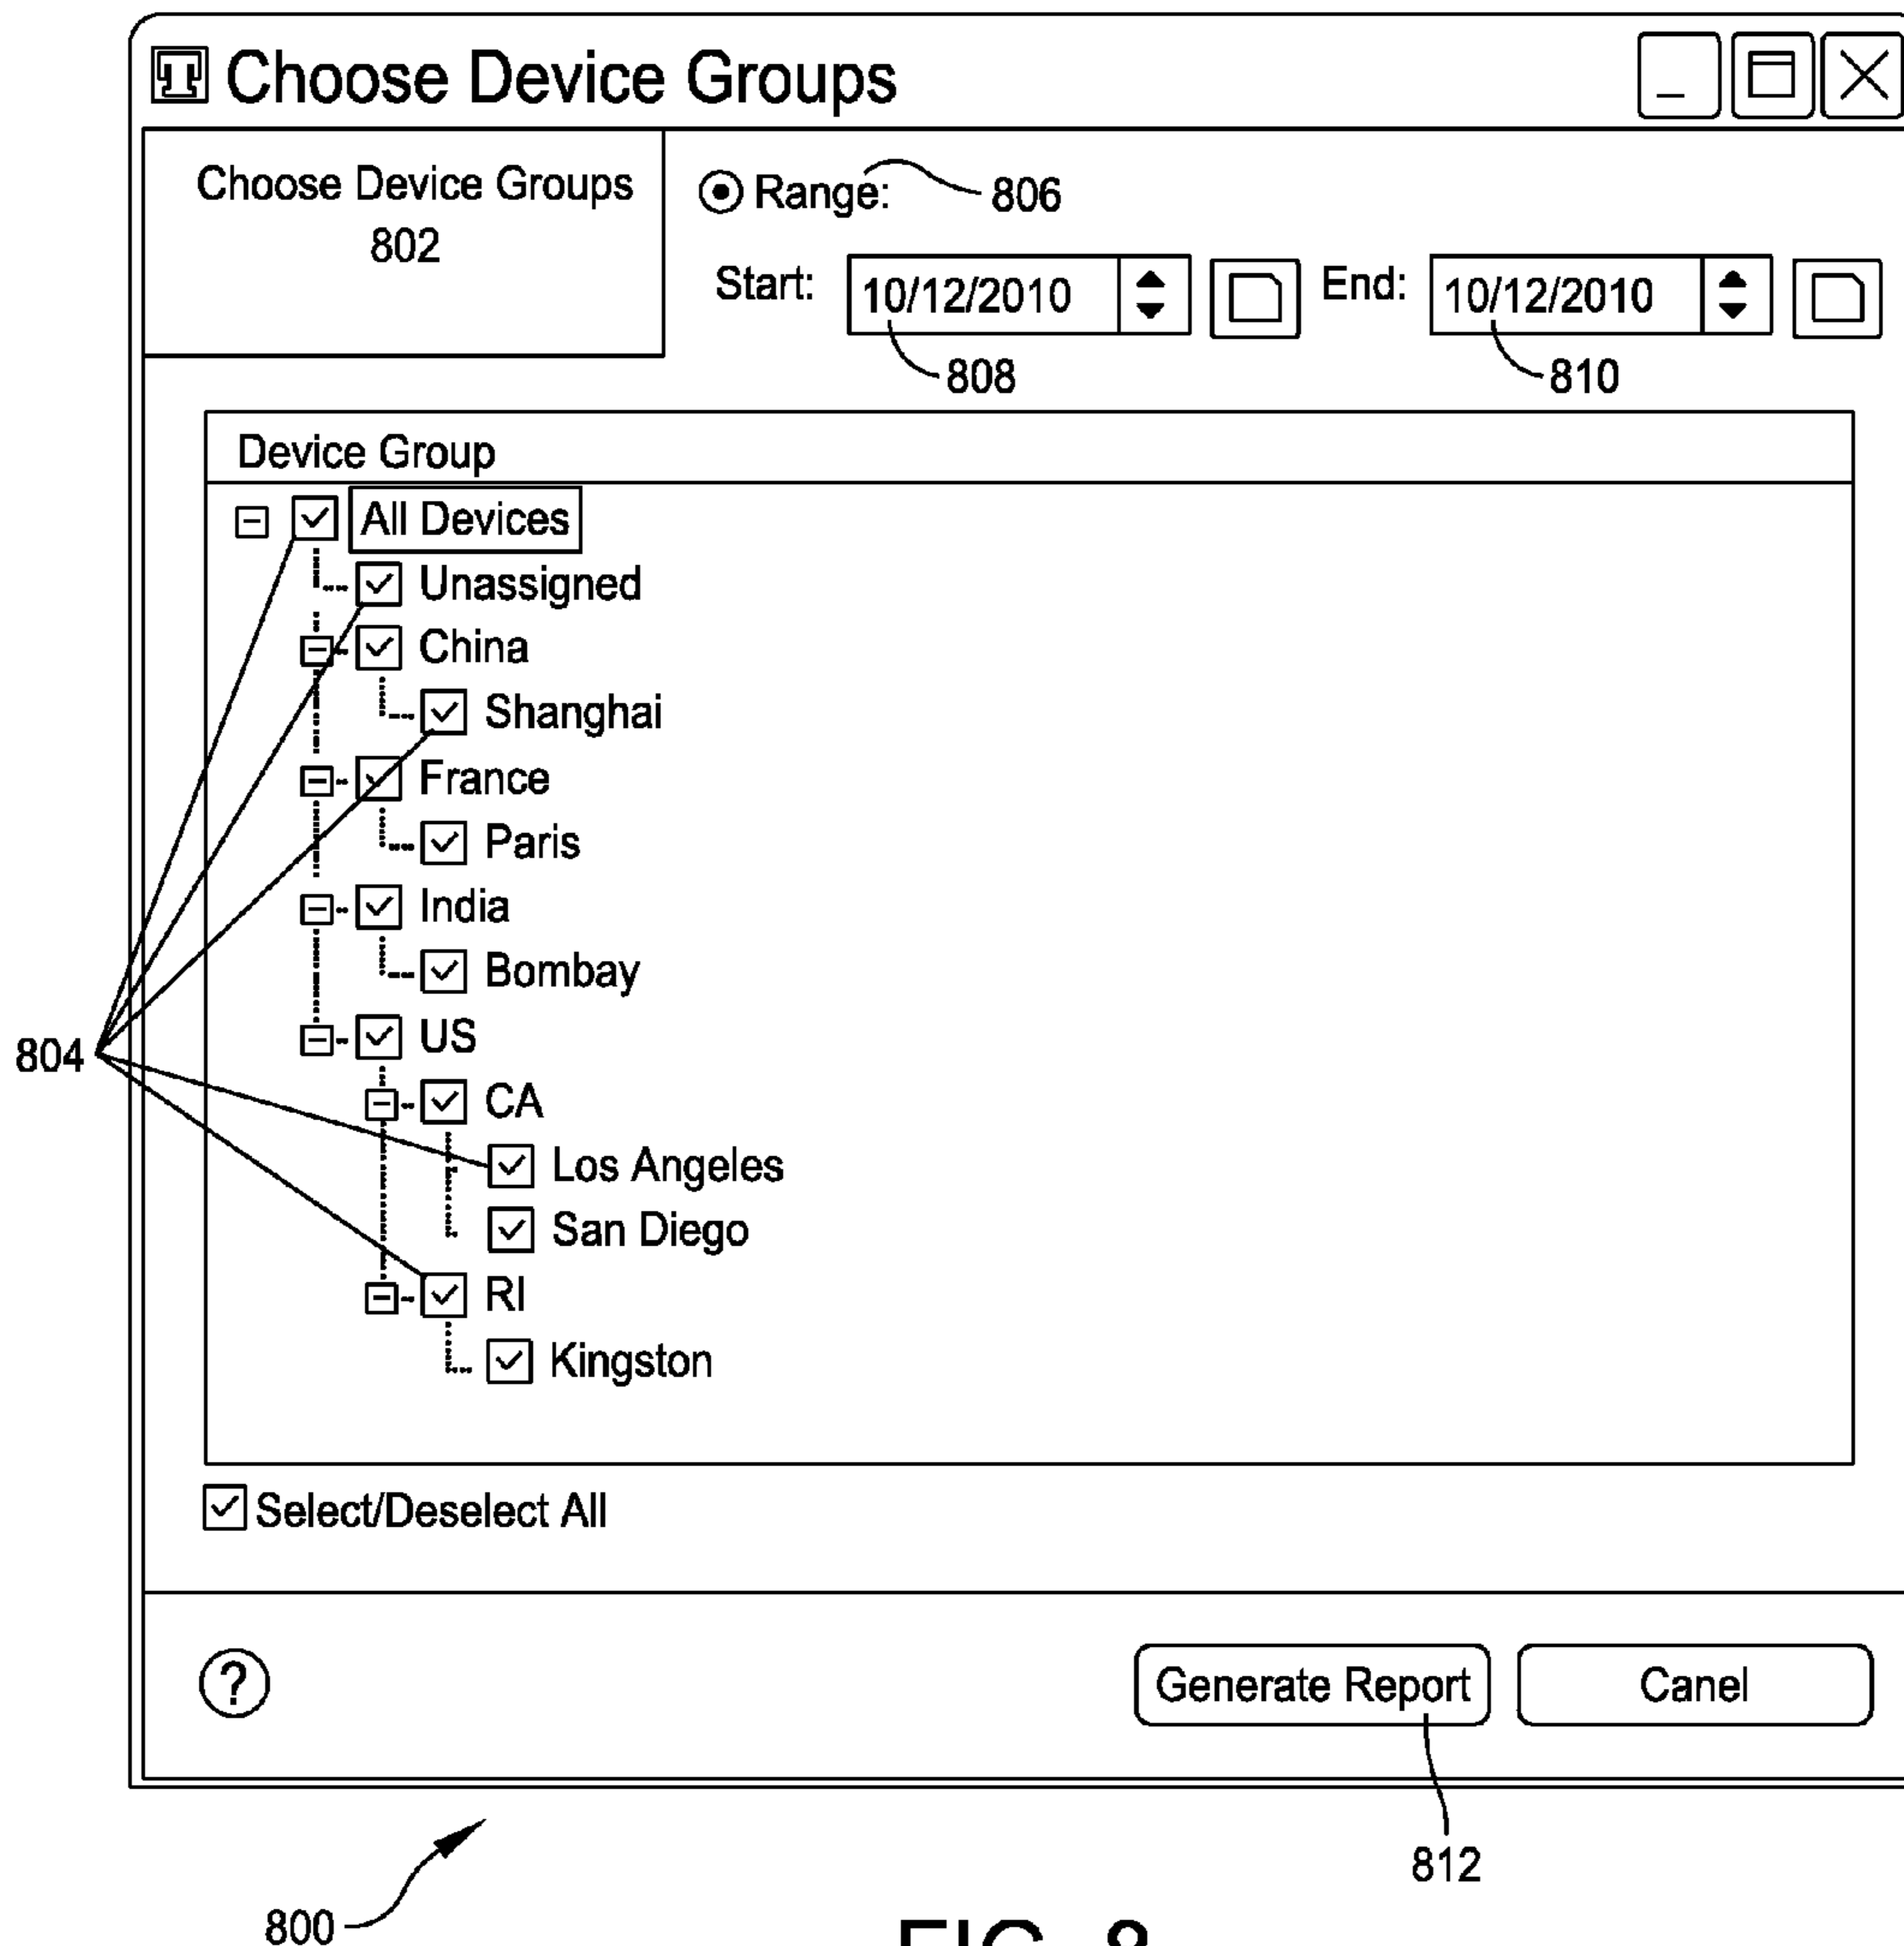 T Choose Device Groups
Choose Device Groups
802
Range:
806
Start: 10/12/2010 End: 10/12/2010
808 810
Device Group
All Devices
Unassigned
China
Shanghai
France
Paris
India
Bombay
804
US
CA
Los Angeles
San Diego
RI
Kingston
Select/Deselect All
? Generate Report Canel
812
800
FIG. 8